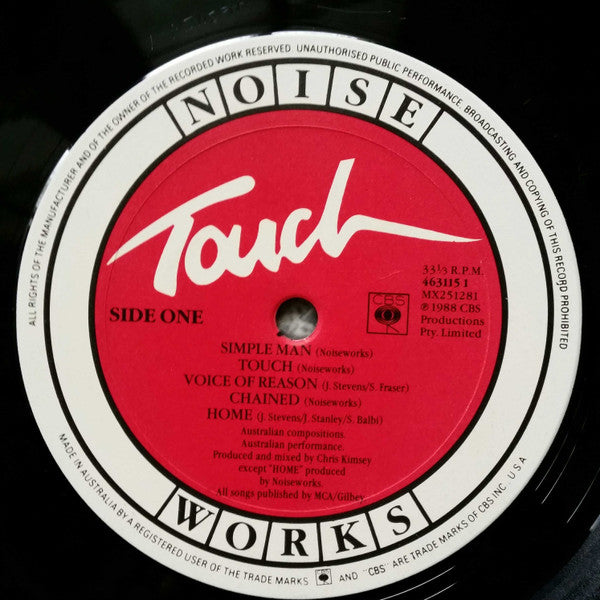 ALL RIGHTS OF THE MANUFACTURER AND OF THE OWNER OF THE RECORDED WORK RESERVED. UNAUTHORISED PUBLIC PERFORMANCE, BROADCASTING AND COPYING OF THIS RECORD PROHIBITED
NOISE
Touch
33⅓ R.P.M.
463115 1
MX251281
℗ 1988 CBS
Productions
Pty. Limited
CBS
SIDE ONE
SIMPLE MAN (Noiseworks)
TOUCH (Noiseworks)
VOICE OF REASON (J. Stevens/S. Fraser)
CHAINED (Noiseworks)
HOME (J. Stevens/J. Stanley/S. Balbi)
Australian compositions.
Australian performance.
Produced and mixed by Chris Kimsey
except "HOME" produced
by Noiseworks.
All songs published by MCA/Gilbey
WORKS
MADE IN AUSTRALIA BY A REGISTERED USER OF THE TRADE MARKS AND "CBS" ARE TRADE MARKS OF CBS INC. U S A